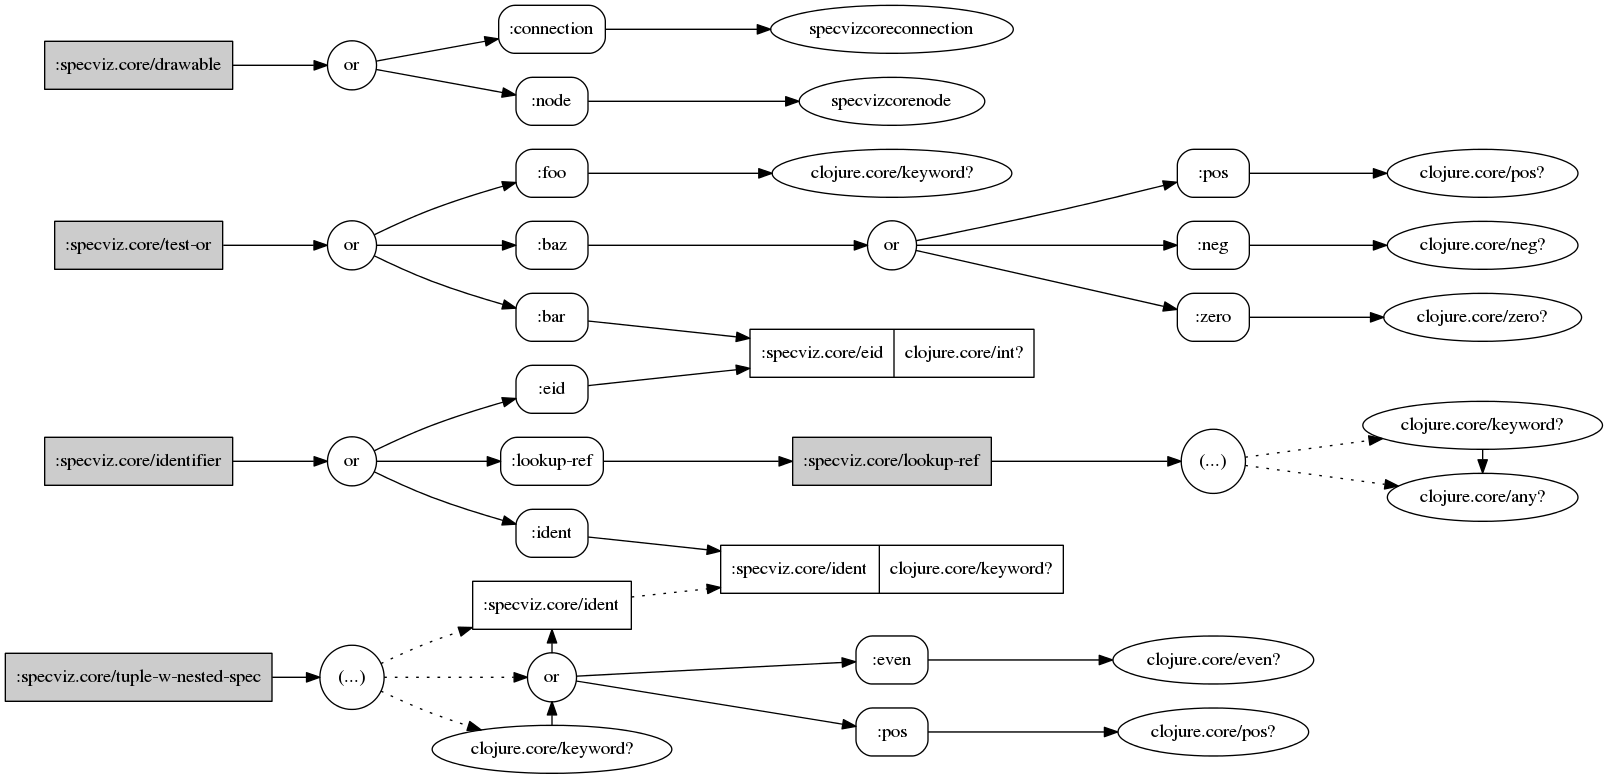 :connection
specvizcoreconnection
:specviz.core/drawable
or
:node
specvizcorenode
:foo
clojure.core/keyword?
:pos
clojure.core/pos?
:specviz.core/test-or
or
:baz
or
:neg
clojure.core/neg?
:bar
:zero
clojure.core/zero?
:specviz.core/eid
clojure.core/int?
:eid
clojure.core/keyword?
:specviz.core/identifier
or
:lookup-ref
:specviz.core/lookup-ref
(...)
clojure.core/any?
:ident
:specviz.core/ident
clojure.core/keyword?
:specviz.core/ident
:even
clojure.core/even?
:specviz.core/tuple-w-nested-spec
(...)
or
:pos
clojure.core/pos?
clojure.core/keyword?